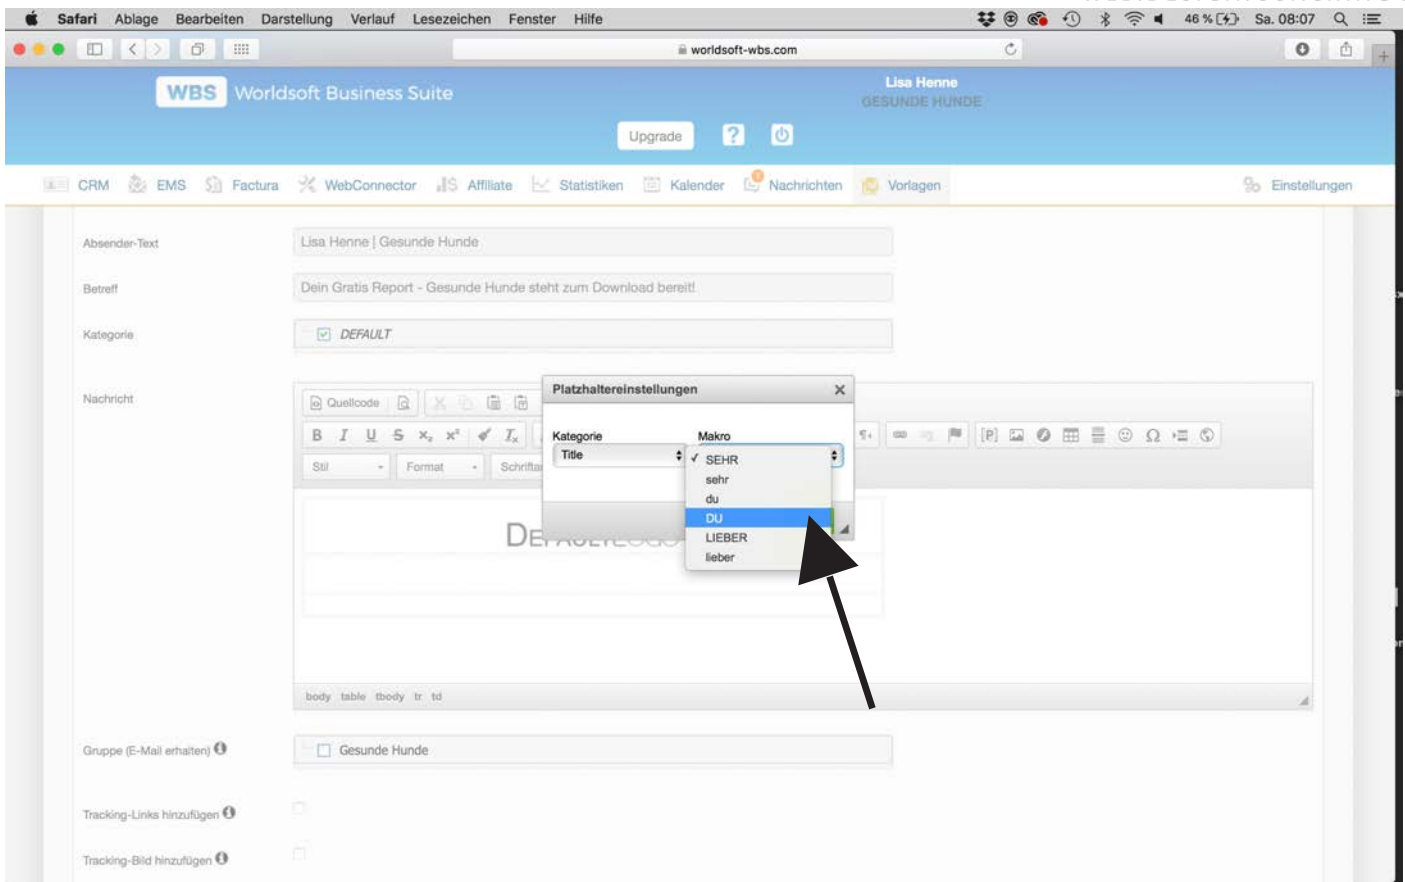 Safari Ablage Bearbeiten Darstellung Verlauf Lesezeichen Fenster Hilfe 46 % Sa. 08:07
worldsoft-wbs.com
WBS Worldsoft Business Suite
Lisa Henne
GESUNDE HUNDE
Upgrade ?
CRM EMS Factura WebConnector Affiliate Statistiken Kalender Nachrichten Vorlagen Einstellungen
Absender-Text Lisa Henne | Gesunde Hunde
Betreff Dein Gratis Report - Gesunde Hunde steht zum Download bereit!
Kategorie DEFAULT
Nachricht
Quellcode
Platzhaltereinstellungen
B I U S x₂ x² Tx [P] Ω
Kategorie Makro
Stil Format
Title
✓ SEHR
sehr
du
DU
LIEBER
lieber
body table tbody tr td
Gruppe (E-Mail erhalten) Gesunde Hunde
Tracking-Links hinzufügen
Tracking-Bild hinzufügen